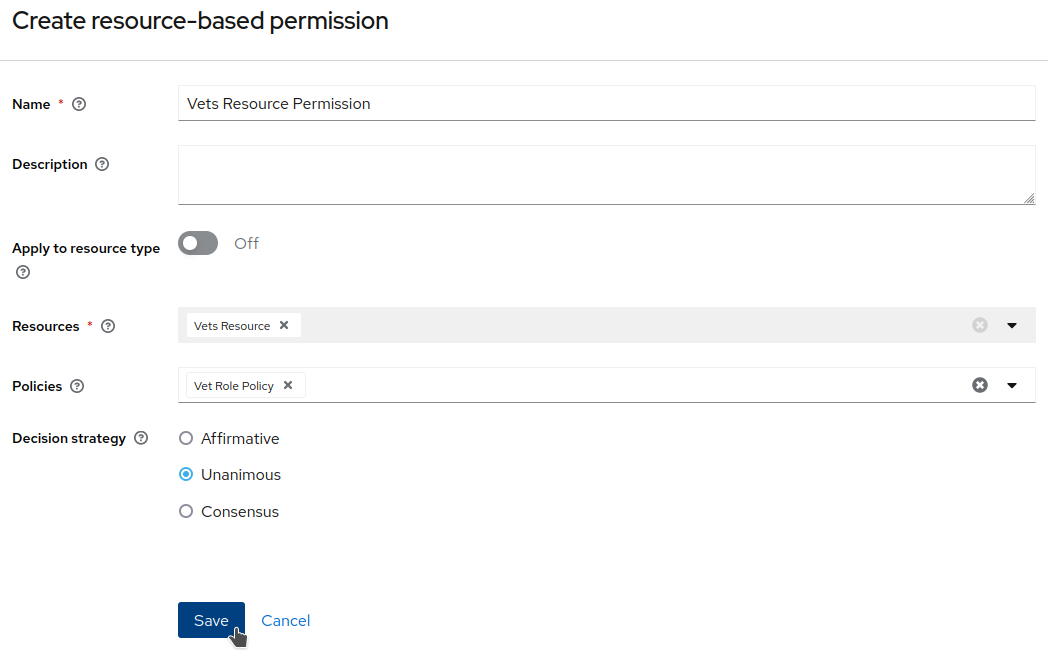 Create resource-based permission
Name *
Vets Resource Permission
Description
Apply to resource type
Off
Resources *
Vets Resource
Policies
Vet Role Policy
Decision strategy
Affirmative
Unanimous
Consensus
Save Cancel